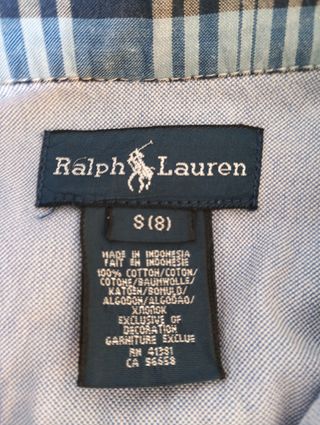 Ralph Lauren
S(8)
MADE IN INDONESIA
FAIT EN INDONESIE
100% COTTON/COTON/
COTONE/BAUMWOLLE/
KATOEN/BOMULD/
ALGODON/ALGODAO/
ХЛОПОК
EXCLUSIVE OF
DECORATION
GARNITURE EXCLUE
RN 41381
CA 56658